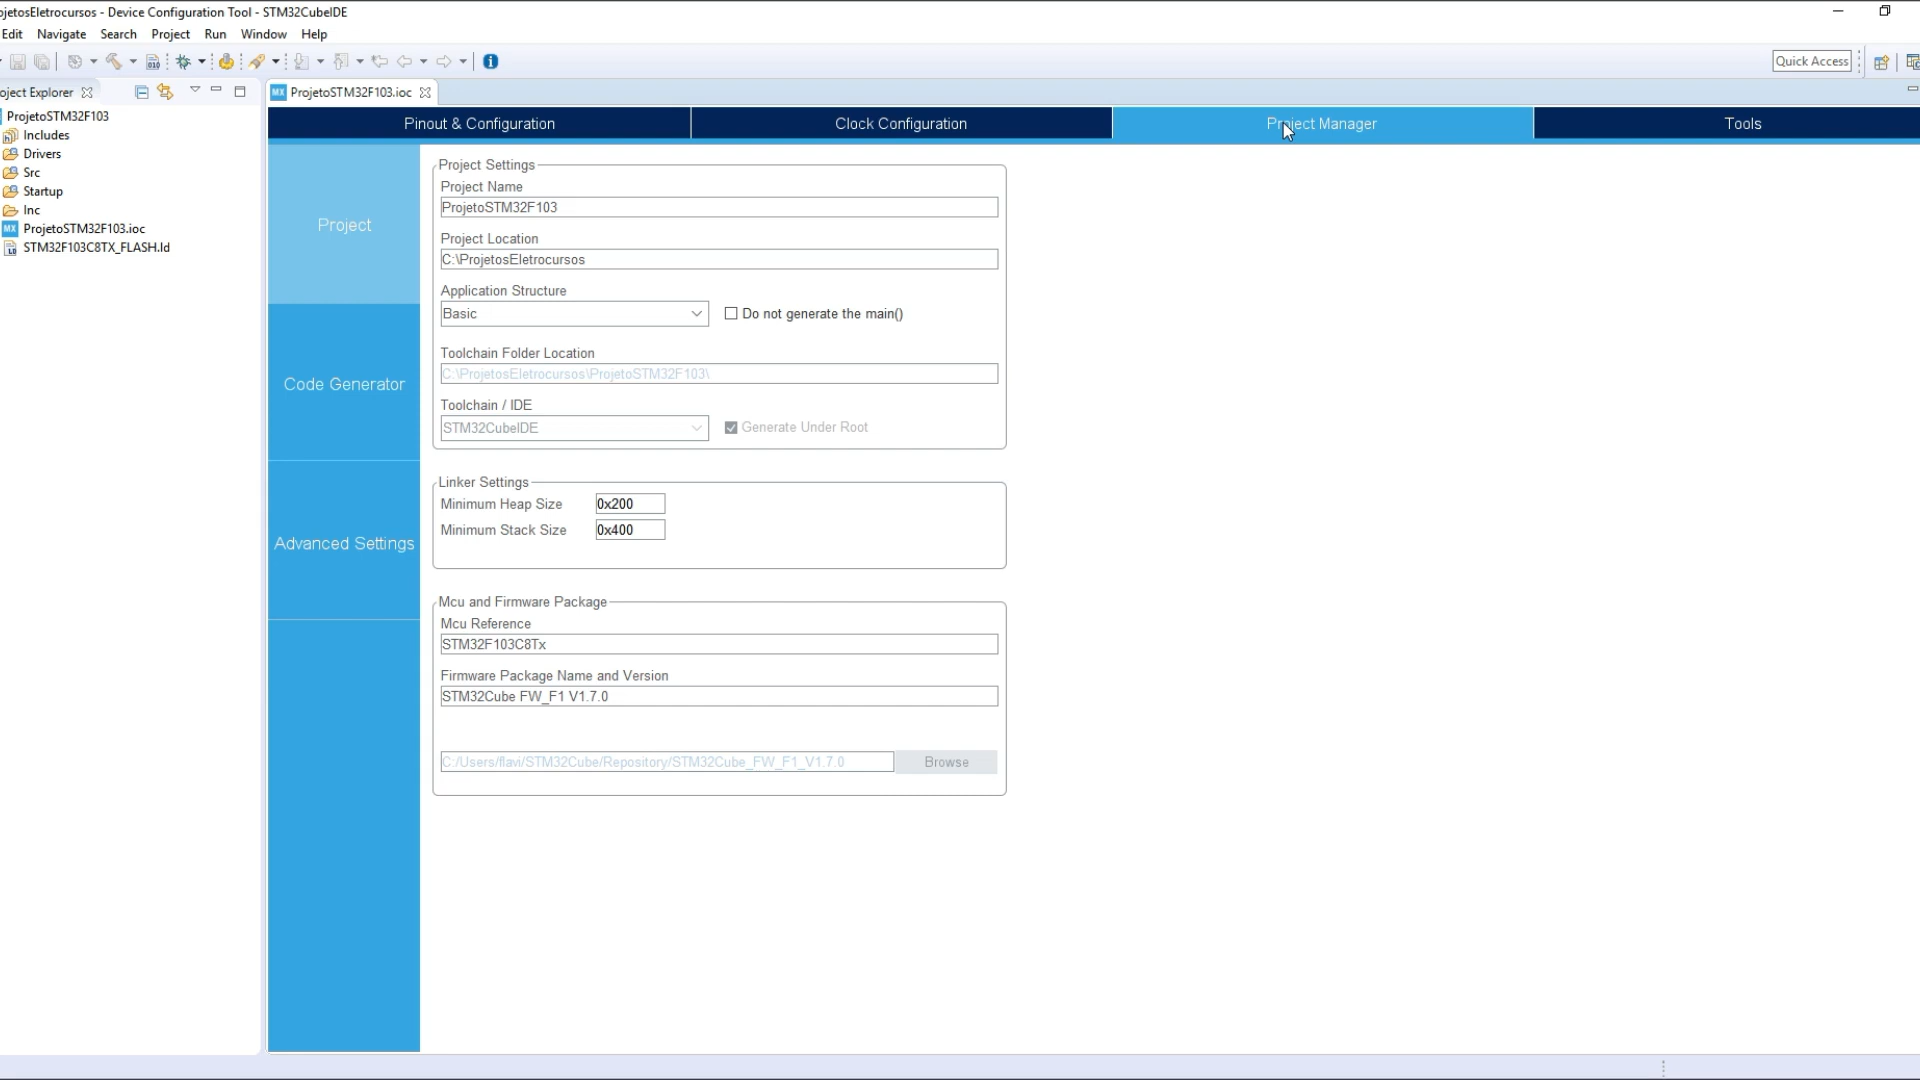 ojetosEletrocursos - Device Configuration Tool - STM32CubeIDE
Edit Navigate Search Project Run Window Help
010
i
Quick Access
oject Explorer
MX ProjetoSTM32F103.ioc
ProjetoSTM32F103
Includes
Drivers
Src
Startup
Inc
MX ProjetoSTM32F103.ioc
STM32F103C8TX_FLASH.ld
Pinout & Configuration
Clock Configuration
Project Manager
Tools
Project
Code Generator
Advanced Settings
Project Settings
Project Name
ProjetoSTM32F103
Project Location
C:\ProjetosEletrocursos
Application Structure
Basic
Do not generate the main()
Toolchain Folder Location
C:\ProjetosEletrocursos\ProjetoSTM32F103\
Toolchain / IDE
STM32CubeIDE
Generate Under Root
Linker Settings
Minimum Heap Size 0x200
Minimum Stack Size 0x400
Mcu and Firmware Package
Mcu Reference
STM32F103C8Tx
Firmware Package Name and Version
STM32Cube FW_F1 V1.7.0
C:/Users/flavi/STM32Cube/Repository/STM32Cube_FW_F1_V1.7.0
Browse